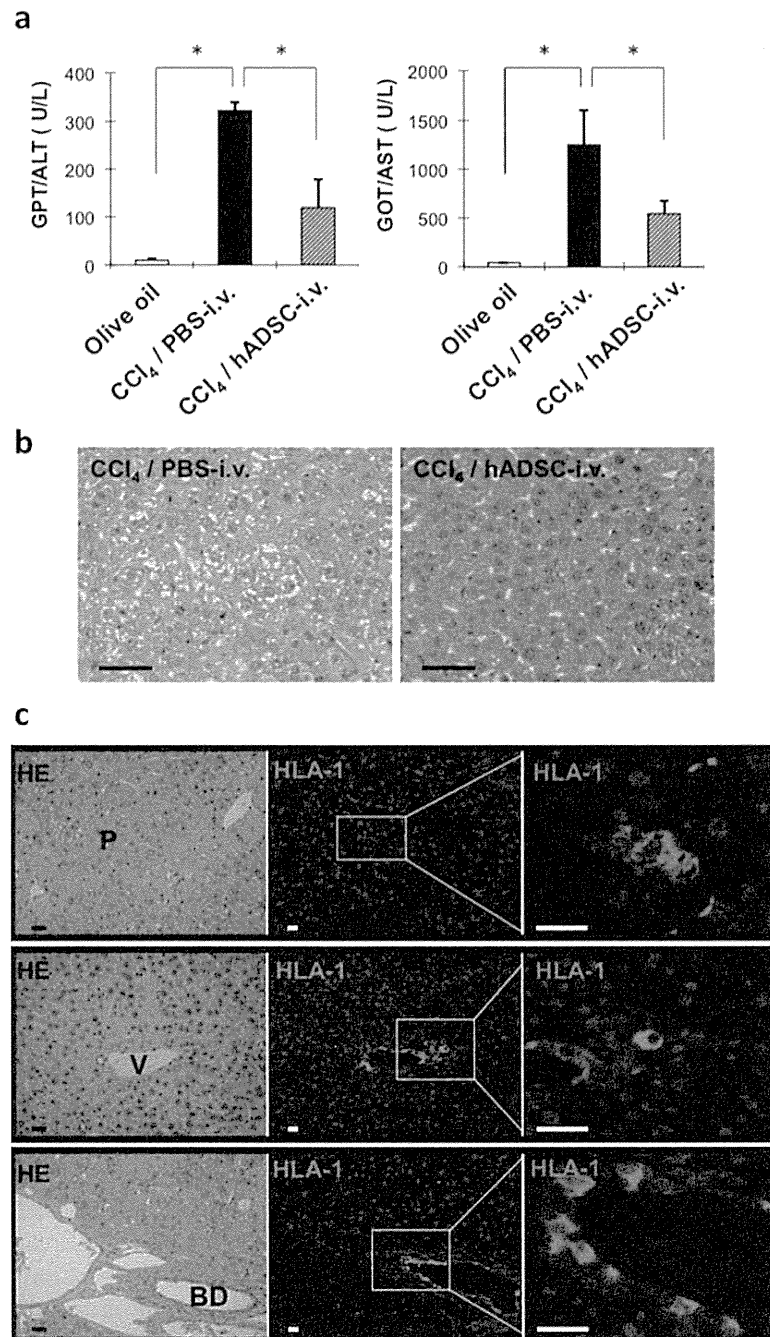 a
* *
GPT/ALT ( U/L)
400
300
200
100
0
Olive oil
CCl₄ / PBS-i.v.
CCl₄ / hADSC-i.v.
* *
GOT/AST ( U/L)
2000
1500
1000
500
0
Olive oil
CCl₄ / PBS-i.v.
CCl₄ / hADSC-i.v.
b
CCl₄ / PBS-i.v.
CCl₄ / hADSC-i.v.
c
HE
P
HLA-1
HLA-1
HE
V
HLA-1
HLA-1
HE
BD
HLA-1
HLA-1